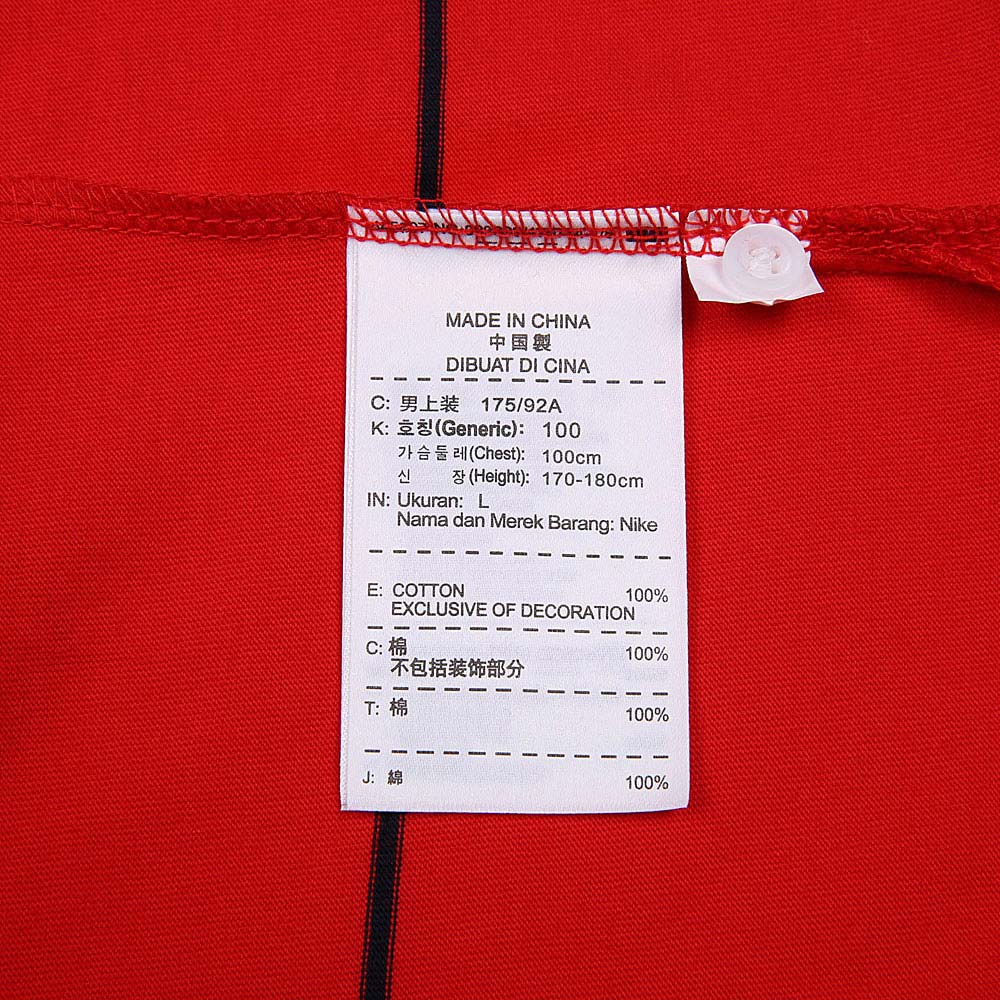 MADE IN CHINA
中国製
DIBUAT DI CINA
C: 男上装 175/92A
K: 호칭(Generic): 100
가슴둘레(Chest): 100cm
신 장(Height): 170-180cm
IN: Ukuran: L
Nama dan Merek Barang: Nike
E: COTTON 100%
EXCLUSIVE OF DECORATION
C: 棉 100%
不包括装饰部分
T: 棉 100%
J: 綿 100%